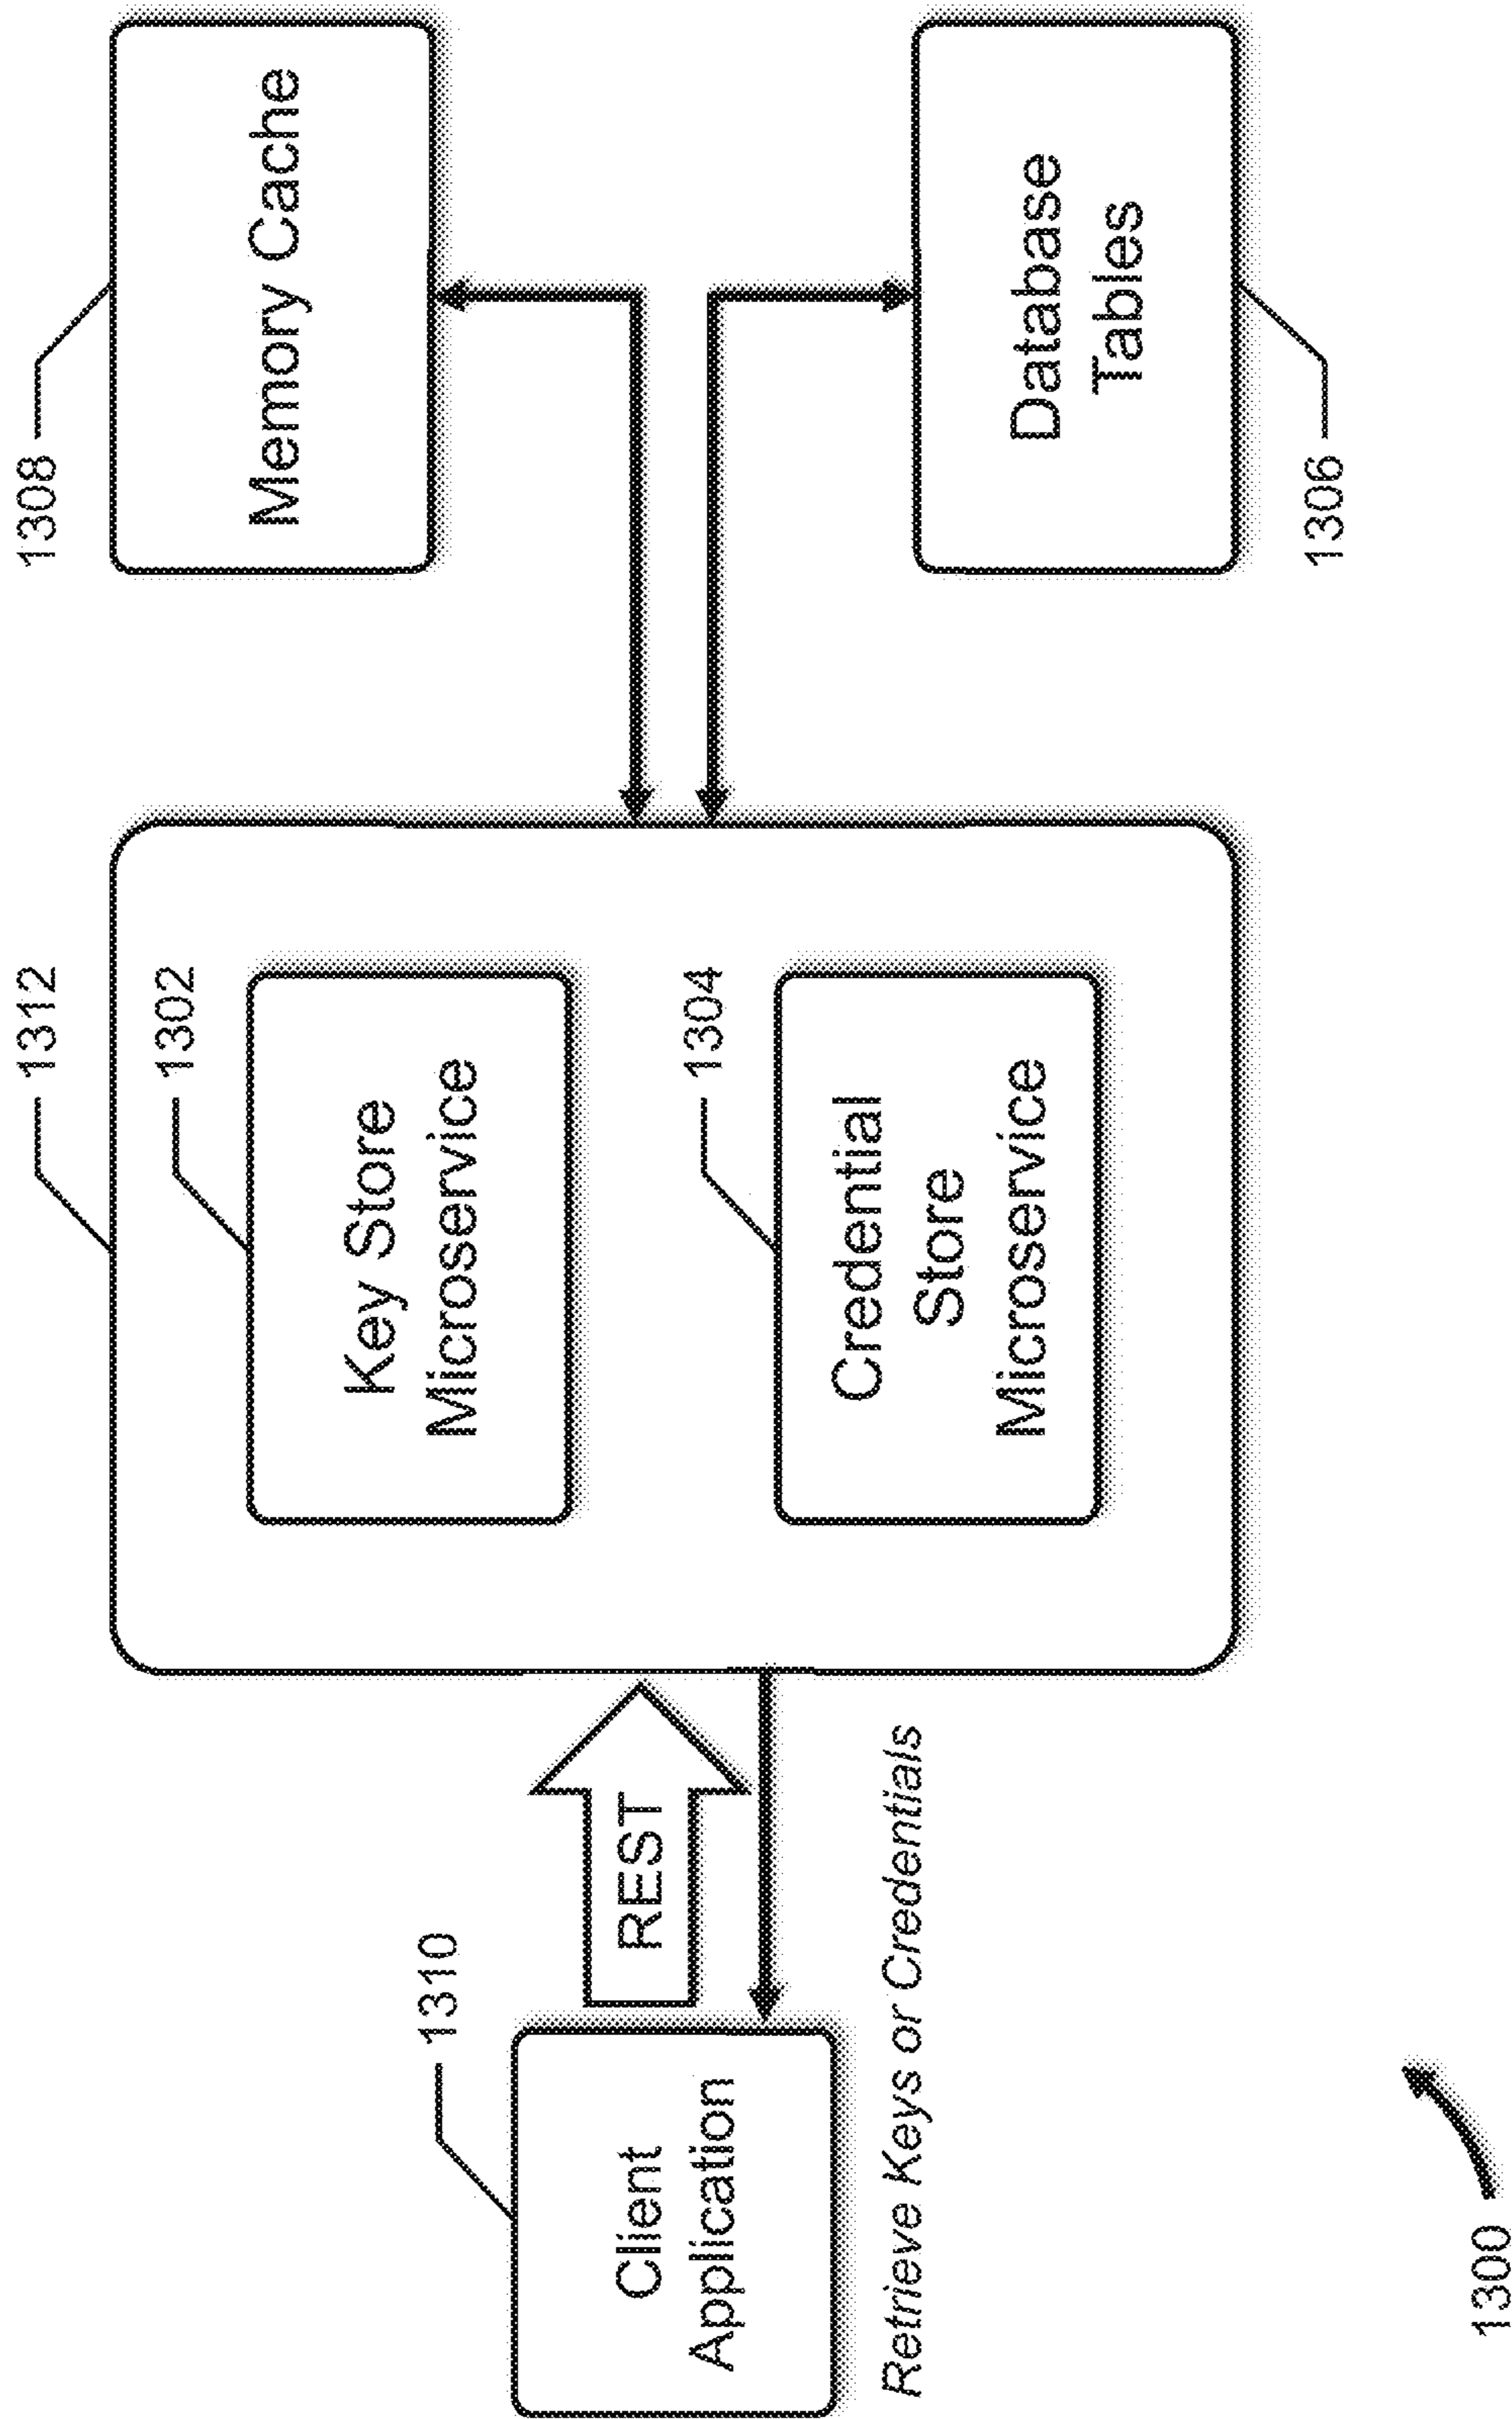 1312
1308
1302
Key Store
Microservice
Memory Cache
1310
Client
Application
REST
Retrieve Keys or Credentials
1304
Credential
Store
Microservice
Database
Tables
1306
1300